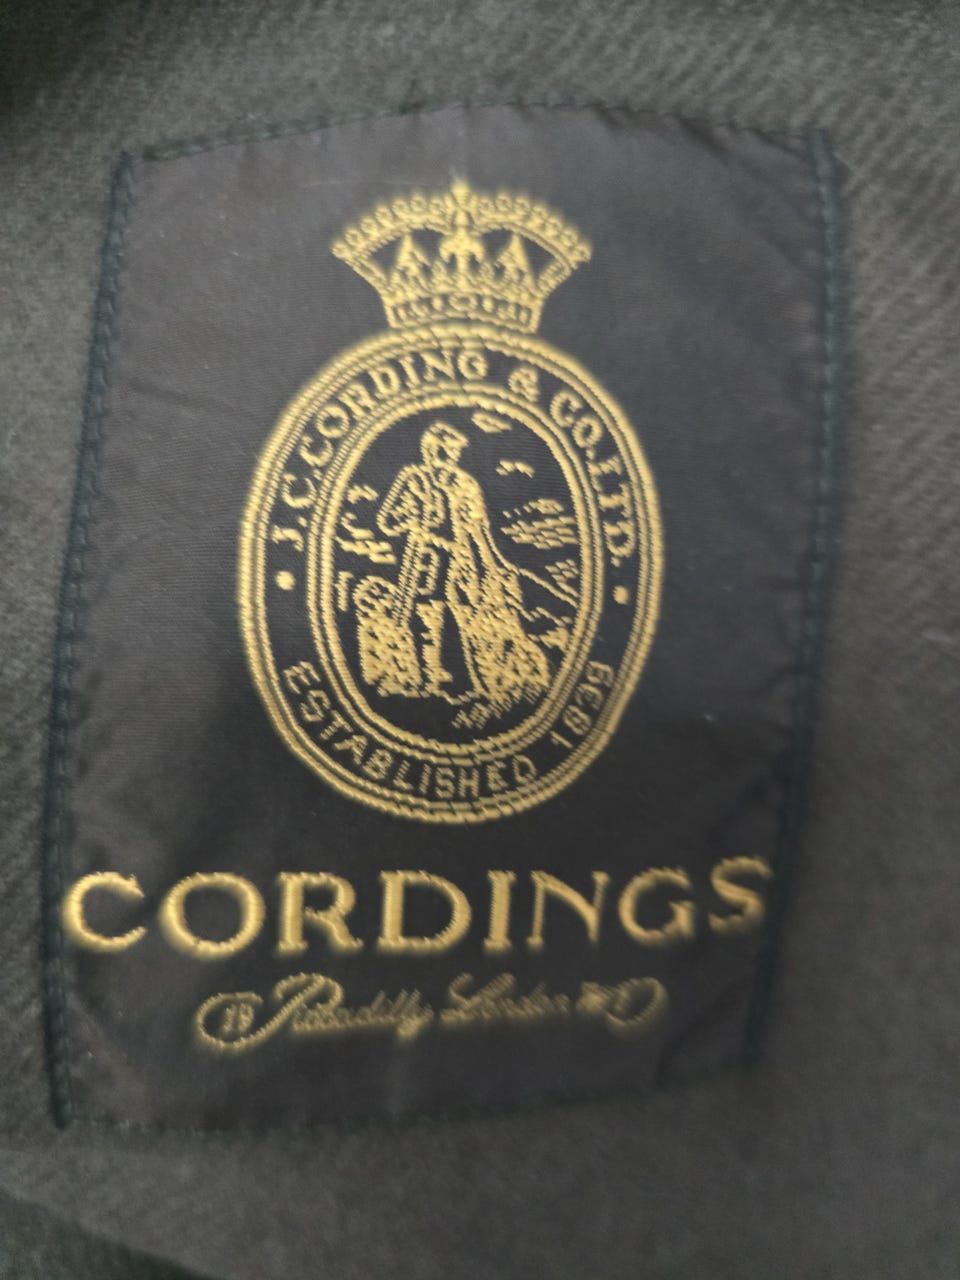 J.C.CORDING & CO.LTD.
ESTABLISHED 1839
CORDINGS
19 Piccadilly London W1